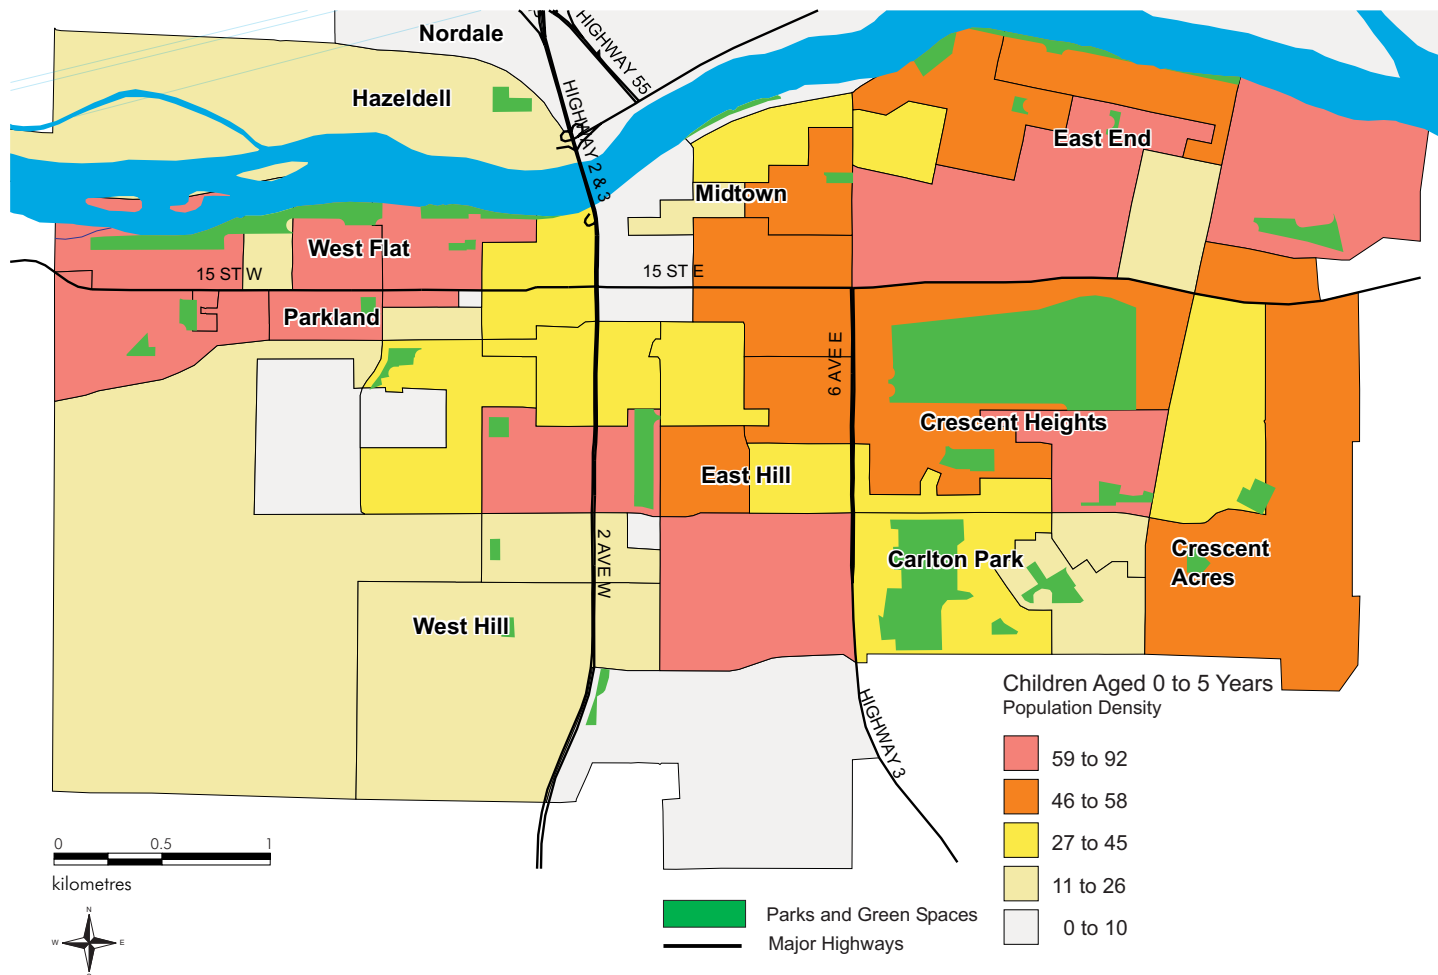 Nordale
HIGHWAY 55
Hazeldell
HIGHWAY 2 & 3
East End
Midtown
West Flat
15 ST W
15 ST E
Parkland
6 AVE E
Crescent Heights
East Hill
2 AVE W
Carlton Park
Crescent
Acres
West Hill
HIGHWAY 3
Children Aged 0 to 5 Years
Population Density
59 to 92
46 to 58
27 to 45
11 to 26
0 to 10
0 0.5 1
kilometres
N
W E
Parks and Green Spaces
Major Highways